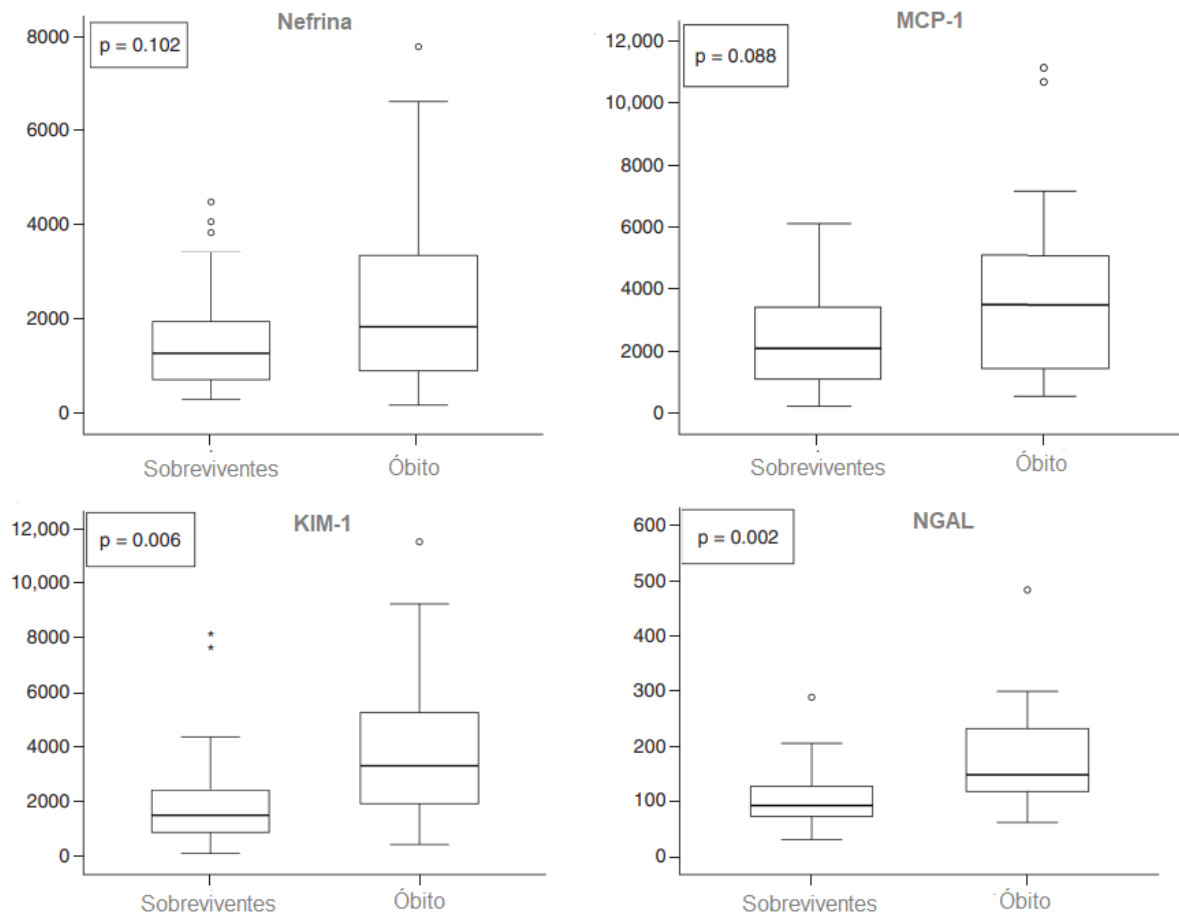 Nefrina
p = 0.102
8000
6000
4000
2000
0
Sobreviventes
Óbito
MCP-1
p = 0.088
12,000
10,000
8000
6000
4000
2000
0
Sobreviventes
Óbito
KIM-1
p = 0.006
12,000
10,000
8000
6000
4000
2000
0
Sobreviventes
Óbito
NGAL
p = 0.002
600
500
400
300
200
100
0
Sobreviventes
Óbito